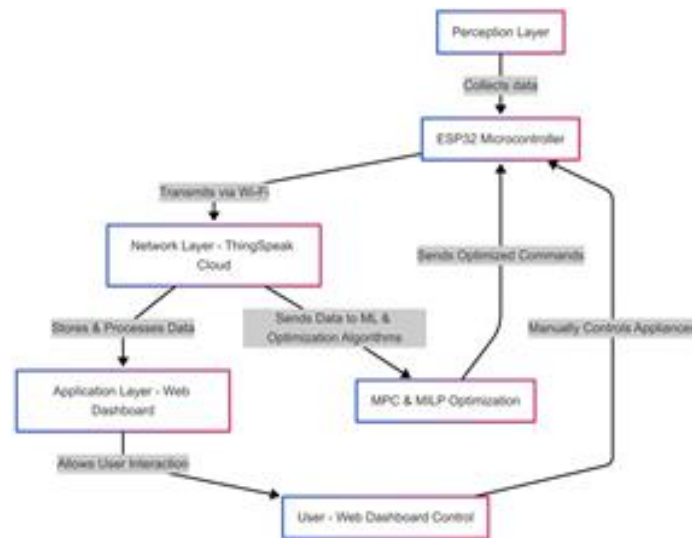 Perception Layer
Collects data
ESP32 Microcontroller
Transmits via Wi-Fi
Network Layer - ThingSpeak
Cloud
Sends Optimized Commands
Stores & Processes Data
Sends Data to ML &
Optimization Algorithms
Manually Controls Appliances
Application Layer - Web
Dashboard
MPC & MILP Optimization
Allows User Interaction
User - Web Dashboard Control